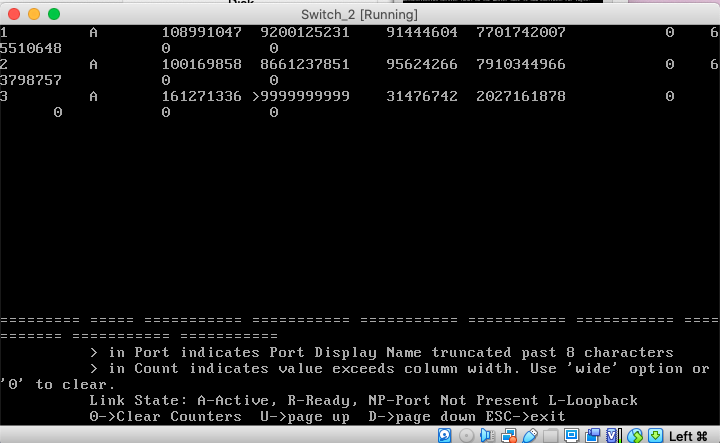 Switch_2 [Running]
1 A 108991047 9200125231 91444604 7701742007 0 6
5510648 0 0
2 A 100169858 8661237851 95624266 7910344966 0 6
3798757 0 0
3 A 161271336 >9999999999 31476742 2027161878 0
0 0 0
========= ===== =========== =========== =========== =========== =========== ====
======= =========== ===========
> in Port indicates Port Display Name truncated past 8 characters
> in Count indicates value exceeds column width. Use 'wide' option or
'0' to clear.
Link State: A-Active, R-Ready, NP-Port Not Present L-Loopback
0->Clear Counters U->page up D->page down ESC->exit
Left ⌘